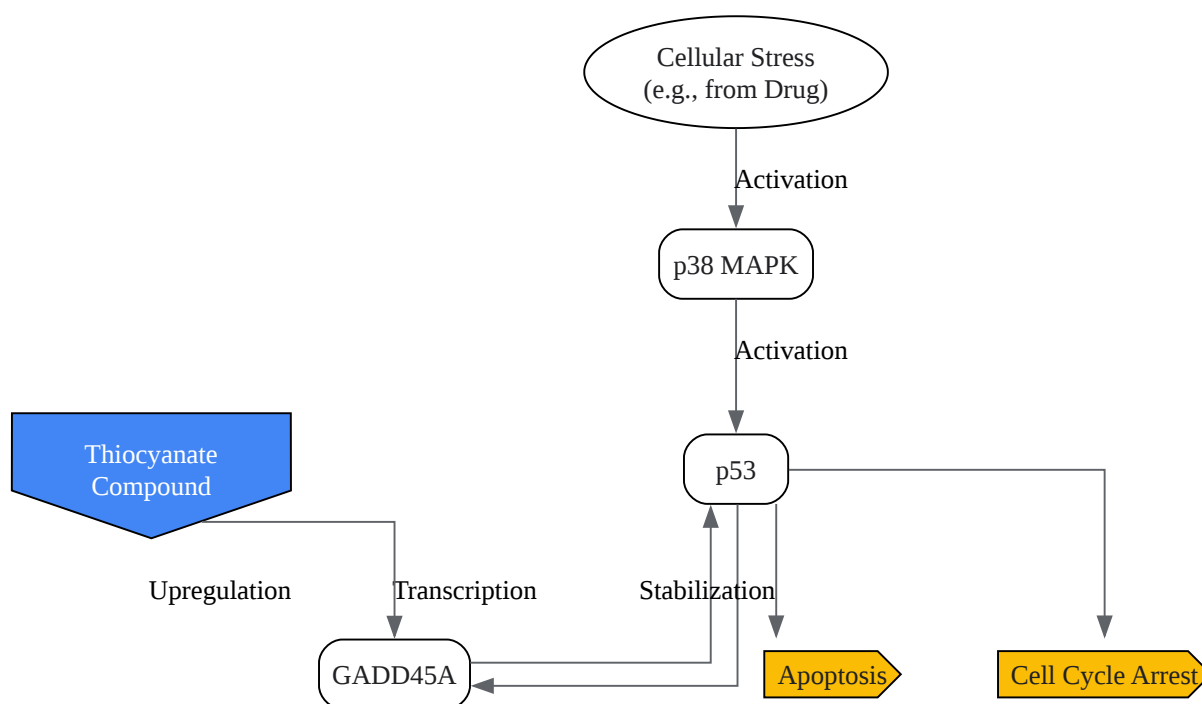 Cellular Stress
(e.g., from Drug)
Activation
p38 MAPK
Activation
Thiocyanate
Compound
p53
Upregulation
Transcription
Stabilization
GADD45A
Apoptosis
Cell Cycle Arrest